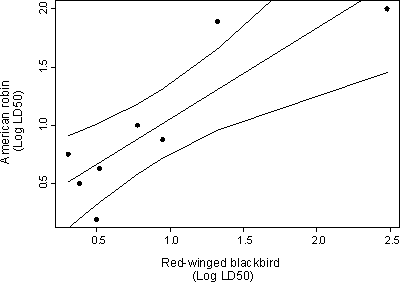 2.0
1.5
1.0
0.5
American robin
(Log LD50)
0.5 1.0 1.5 2.0 2.5
Red-winged blackbird
(Log LD50)